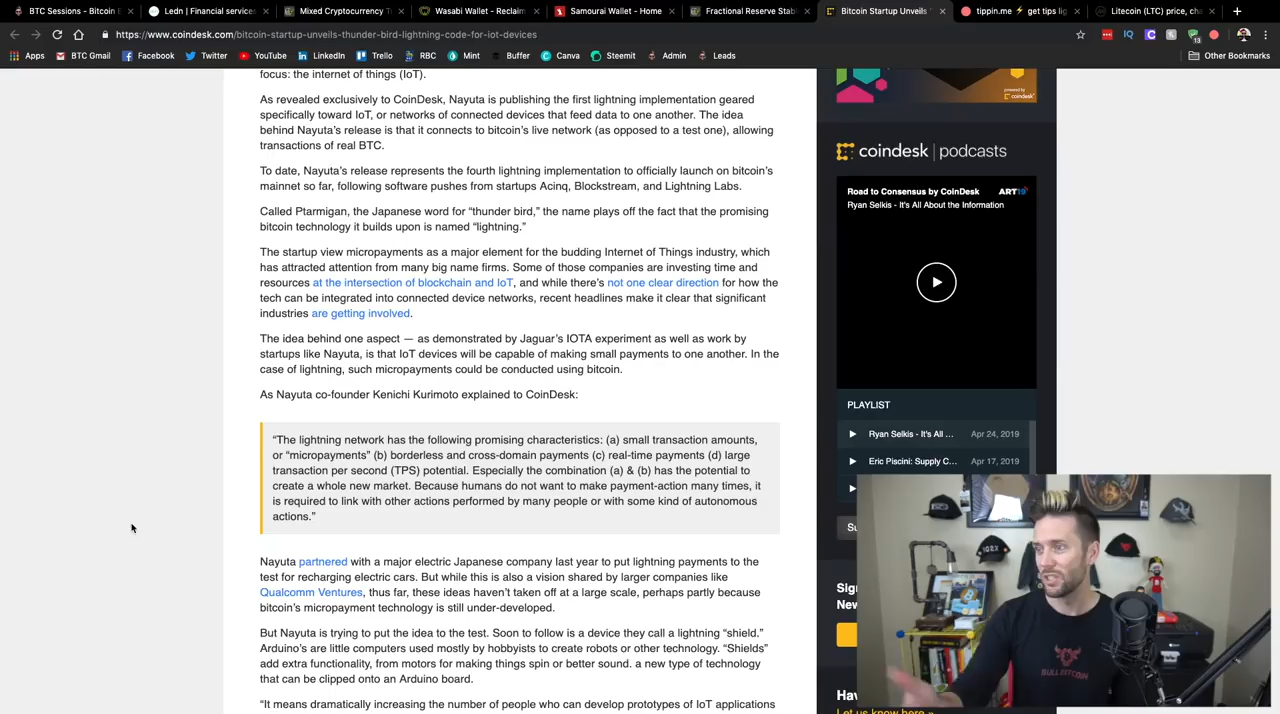 BTC Sessions - Bitcoin E
Ledn | Financial services
Mixed Cryptocurrency T
Wasabi Wallet - Reclaim
Samourai Wallet - Home
Fractional Reserve Stab
Bitcoin Startup Unveils
tippin.me ⚡ get tips lig
Litecoin (LTC) price, cha
https://www.coindesk.com/bitcoin-startup-unveils-thunder-bird-lightning-code-for-iot-devices
Apps
BTC Gmail
Facebook
Twitter
YouTube
LinkedIn
Trello
RBC
Mint
Buffer
Canva
Steemit
Admin
Leads
Other Bookmarks
focus: the internet of things (IoT).
As revealed exclusively to CoinDesk, Nayuta is publishing the first lightning implementation geared
specifically toward IoT, or networks of connected devices that feed data to one another. The idea
behind Nayuta's release is that it connects to bitcoin's live network (as opposed to a test one), allowing
transactions of real BTC.
To date, Nayuta's release represents the fourth lightning implementation to officially launch on bitcoin's
mainnet so far, following software pushes from startups Acinq, Blockstream, and Lightning Labs.
Called Ptarmigan, the Japanese word for “thunder bird,” the name plays off the fact that the promising
bitcoin technology it builds upon is named “lightning.”
The startup view micropayments as a major element for the budding Internet of Things industry, which
has attracted attention from many big name firms. Some of those companies are investing time and
resources at the intersection of blockchain and IoT, and while there's not one clear direction for how the
tech can be integrated into connected device networks, recent headlines make it clear that significant
industries are getting involved.
The idea behind one aspect — as demonstrated by Jaguar's IOTA experiment as well as work by
startups like Nayuta, is that IoT devices will be capable of making small payments to one another. In the
case of lightning, such micropayments could be conducted using bitcoin.
As Nayuta co-founder Kenichi Kurimoto explained to CoinDesk:
“The lightning network has the following promising characteristics: (a) small transaction amounts,
or “micropayments” (b) borderless and cross-domain payments (c) real-time payments (d) large
transaction per second (TPS) potential. Especially the combination (a) & (b) has the potential to
create a whole new market. Because humans do not want to make payment-action many times, it
is required to link with other actions performed by many people or with some kind of autonomous
actions.”
Nayuta partnered with a major electric Japanese company last year to put lightning payments to the
test for recharging electric cars. But while this is also a vision shared by larger companies like
Qualcomm Ventures, thus far, these ideas haven't taken off at a large scale, perhaps partly because
bitcoin's micropayment technology is still under-developed.
But Nayuta is trying to put the idea to the test. Soon to follow is a device they call a lightning “shield.”
Arduino's are little computers used mostly by hobbyists to create robots or other technology. “Shields”
add extra functionality, from motors for making things spin or better sound. a new type of technology
that can be clipped onto an Arduino board.
“It means dramatically increasing the number of people who can develop prototypes of IoT applications
powered by
coindesk
coindesk | podcasts
Road to Consensus by CoinDesk
ART19
Ryan Selkis - It's All About the Information
PLAYLIST
Ryan Selkis - It's All ...
Apr 24, 2019
Eric Piscini: Supply C...
Apr 17, 2019
Su
Sign
New
Hav
Let us know here »
102X
BULL BITCOIN